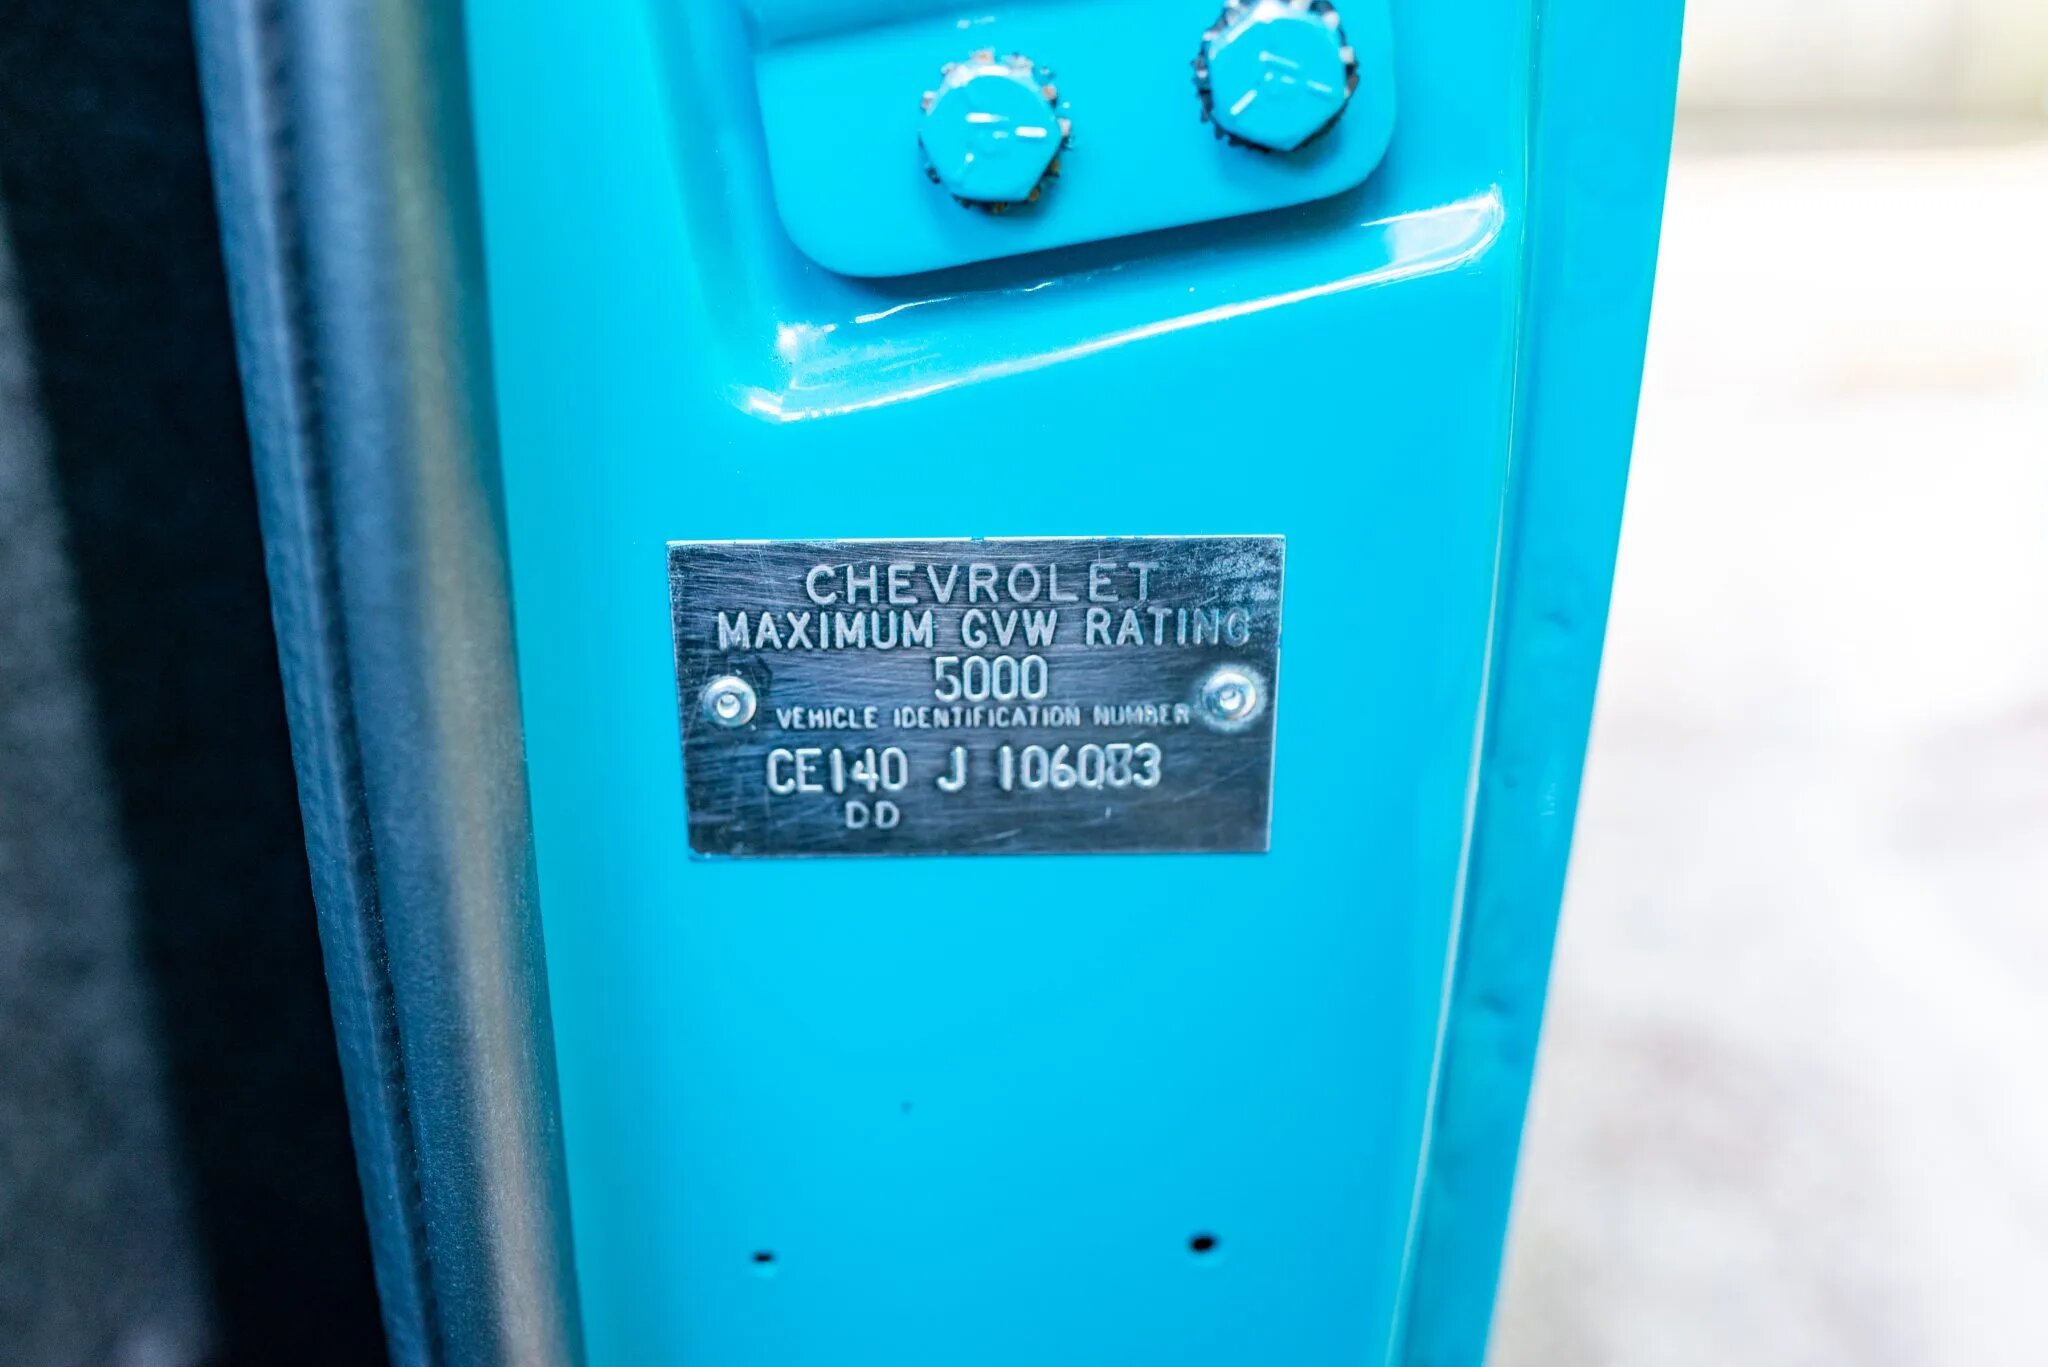 CHEVROLET
MAXIMUM GVW RATING
5000
VEHICLE IDENTIFICATION NUMBER
CE140 J 106083
DD